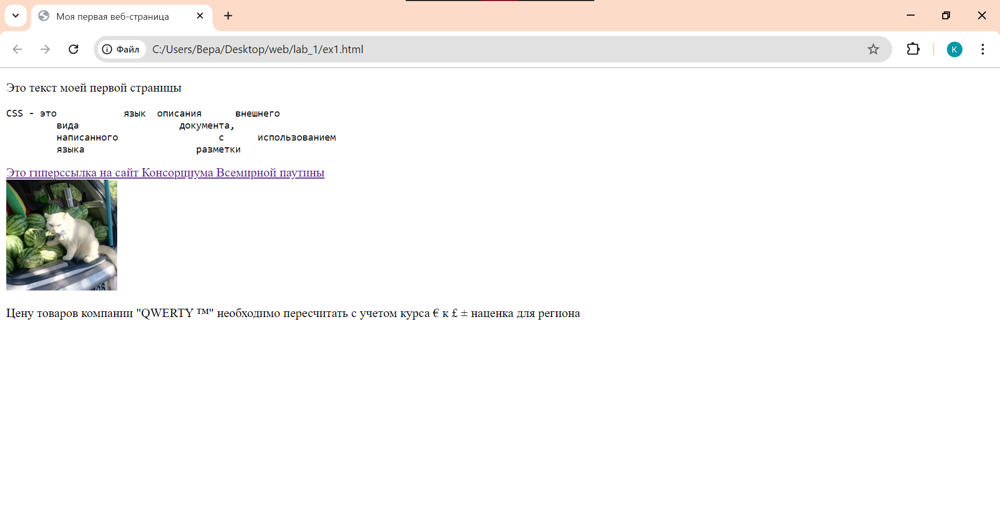 Моя первая веб-страница
Файл C:/Users/Вера/Desktop/web/lab_1/ex1.html
K
Это текст моей первой страницы
CSS - это            язык  описания      внешнего
         вида                  документа,
         написанного                  с      использованием
         языка                    разметки
Это гиперссылка на сайт Консорциума Всемирной паутины
Цену товаров компании "QWERTY ™" необходимо пересчитать с учетом курса € к £ ± наценка для региона